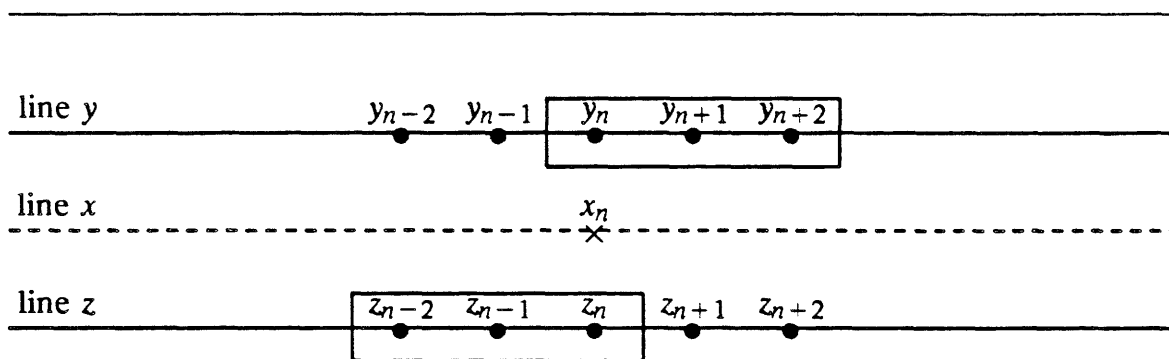 line y
y_{n-2} y_{n-1} y_n y_{n+1} y_{n+2}
line x
x_n
line z
z_{n-2} z_{n-1} z_n z_{n+1} z_{n+2}